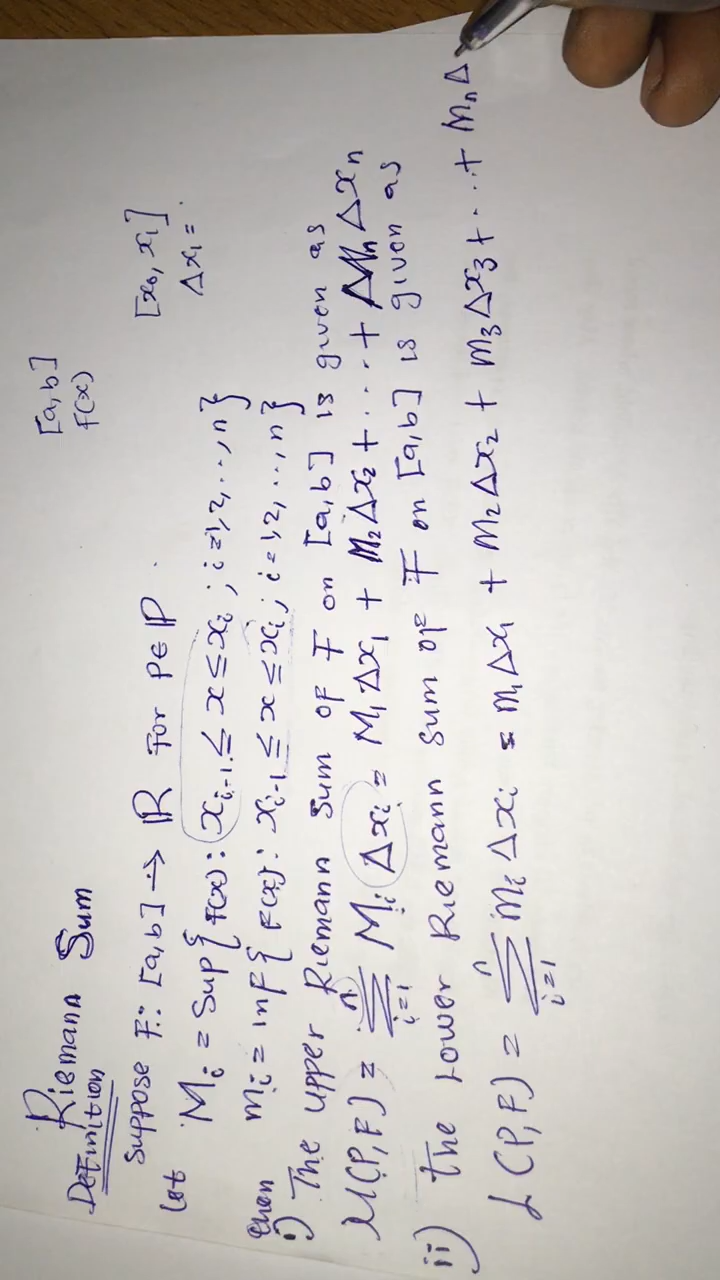 Riemann Sum
Definition
Suppose F: [a,b] → ℝ For P∈ℙ.
[a,b]
F(x)
Let Mᵢ = Sup{F(x): xᵢ₋₁ ≤ x ≤ xᵢ; i=1,2,..,n}
[x₀, x₁]
Δx₁ = .
mᵢ = inf{F(x): xᵢ₋₁ ≤ x ≤ xᵢ; i=1,2,..,n}
then
i) The upper Riemann Sum of F on [a,b] is given as
U(P,F) = ∑ᵢ₌₁ⁿ Mᵢ Δxᵢ = M₁Δx₁ + M₂Δx₂ + ... + Mₙ Δxₙ
ii) the Lower Riemann Sum of F on [a,b] is given as
L(P,F) = ∑ᵢ₌₁ⁿ mᵢ Δxᵢ = m₁Δx₁ + m₂Δx₂ + m₃Δx₃ + ... + mₙΔ